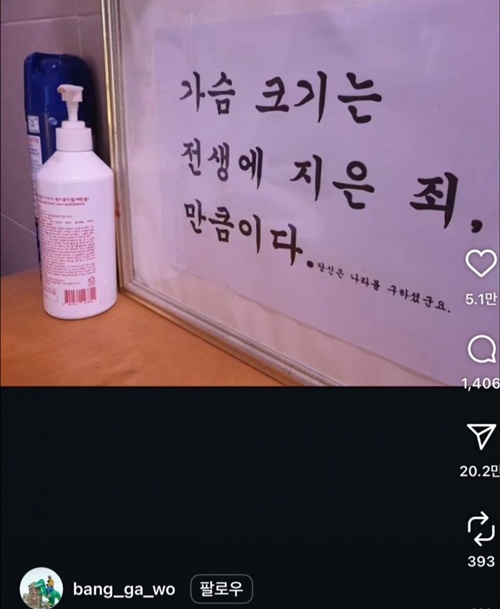 가슴 크기는
전생에 지은 죄,
만큼이다.
당신은 나라를 구하셨군요.
5.1만
1,406
20.2만
393
bang_ga_wo
팔로우